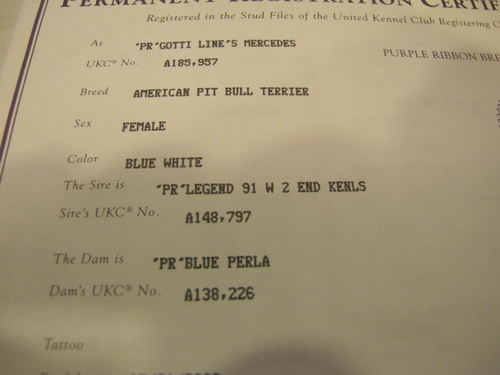 PERMANENT REGISTRATION
Registered in the Stud Files of the United Kennel Club Registering
As "PR"GOTTI LINE'S MERCEDES
PURPLE RIBBON
UKC® No. A185,957
Breed AMERICAN PIT BULL TERRIER
Sex FEMALE
Color BLUE WHITE
The Sire is "PR"LEGEND 91 W 2 END KENLS
Sire's UKC® No. A148,797
The Dam is "PR"BLUE PERLA
Dam's UKC® No. A138,226
Tattoo